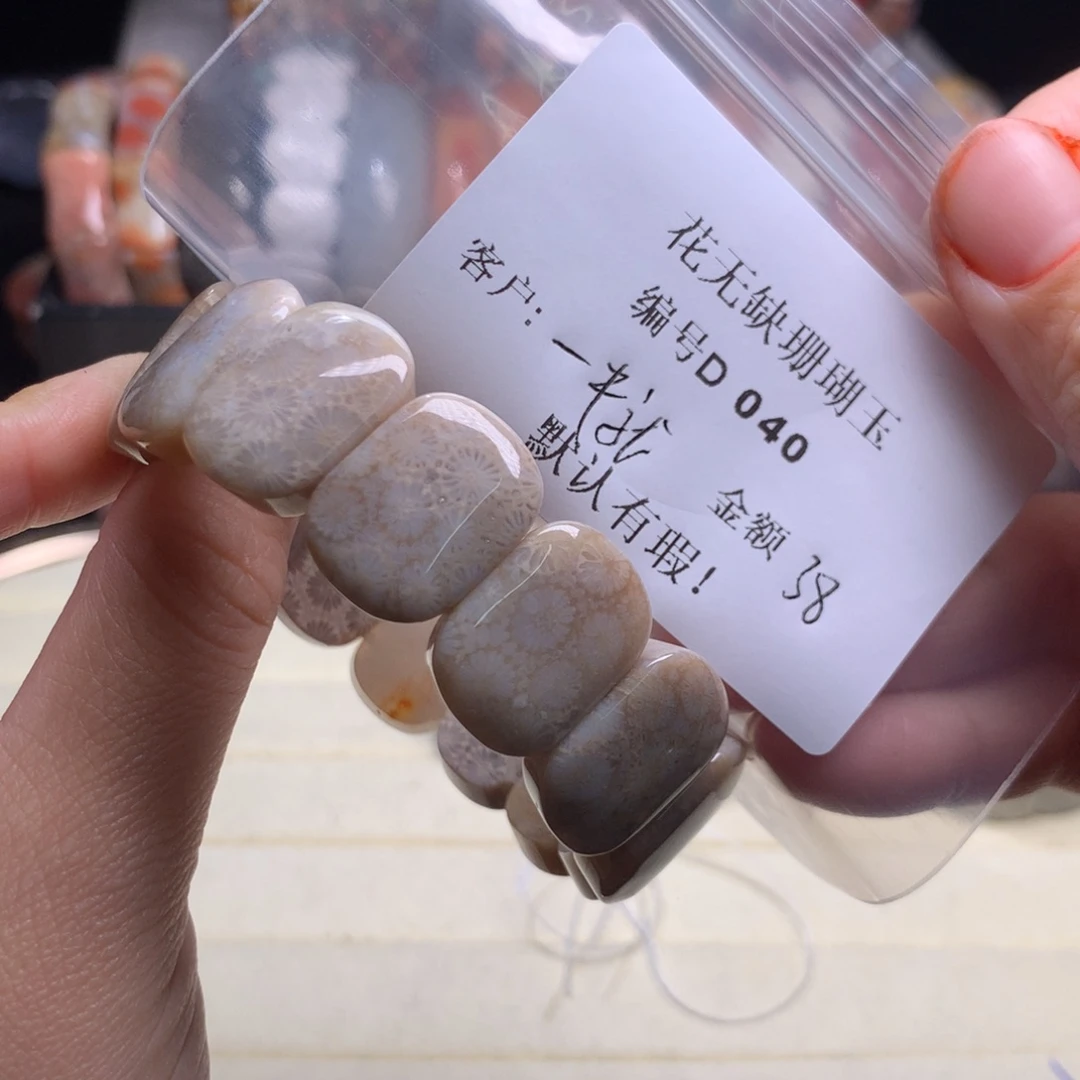 花无缺珊瑚玉
编号D 040
客户:一
金额 38
默认有瑕!